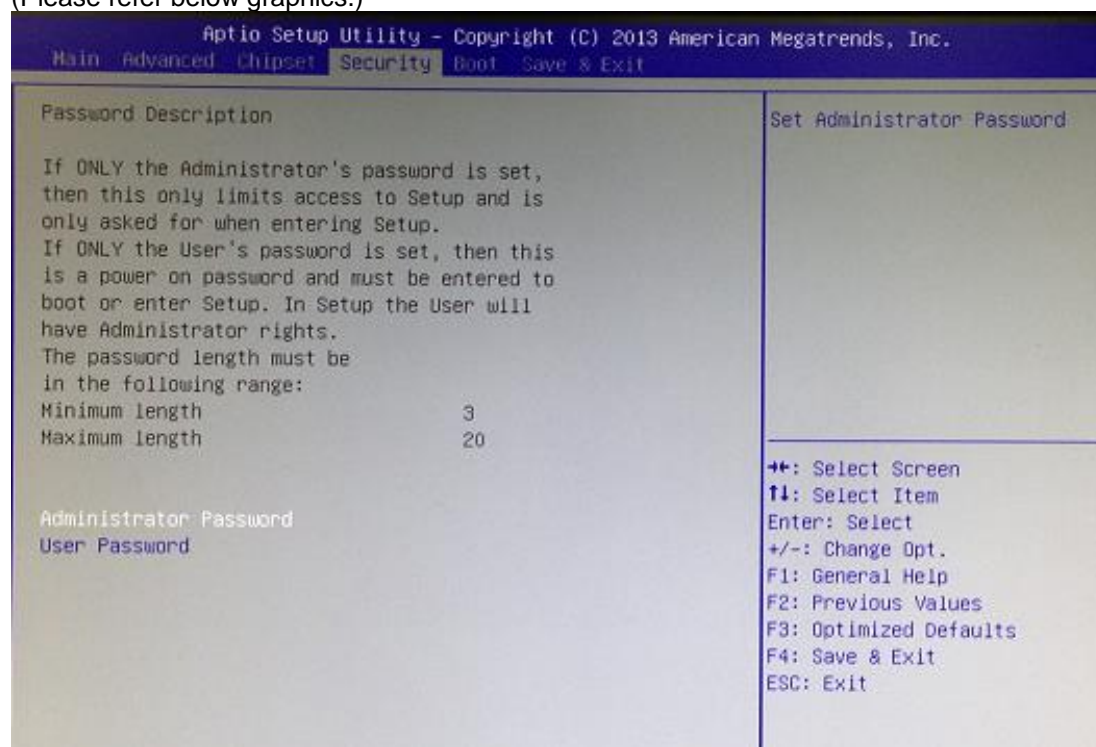 (Please refer below graphics.)
Aptio Setup Utility – Copyright (C) 2013 American Megatrends, Inc.
Main Advanced Chipset Security Boot Save & Exit
Password Description
If ONLY the Administrator's password is set,
then this only limits access to Setup and is
only asked for when entering Setup.
If ONLY the User's password is set, then this
is a power on password and must be entered to
boot or enter Setup. In Setup the User will
have Administrator rights.
The password length must be
in the following range:
Minimum length 3
Maximum length 20
Administrator Password
User Password
Set Administrator Password
→←: Select Screen
↑↓: Select Item
Enter: Select
+/-: Change Opt.
F1: General Help
F2: Previous Values
F3: Optimized Defaults
F4: Save & Exit
ESC: Exit